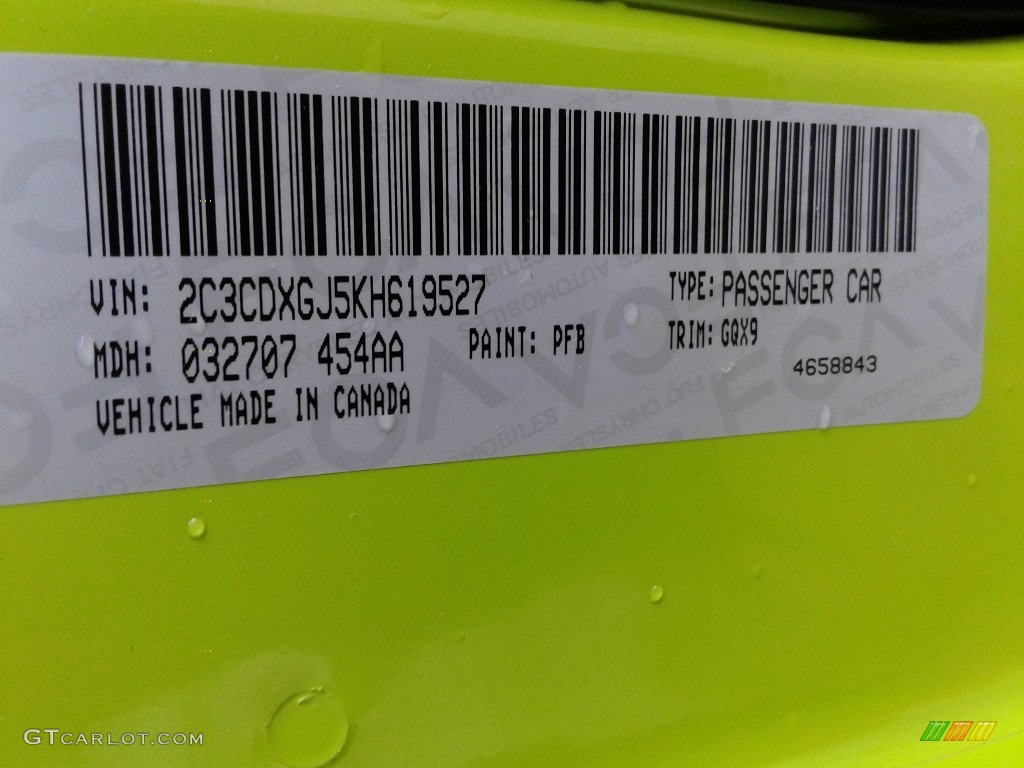 VIN: 2C3CDXGJ5KH619527
TYPE: PASSENGER CAR
MDH: 032707 454AA
PAINT: PFB
TRIM: GQX9
4658843
VEHICLE MADE IN CANADA
GTCARLOT.COM